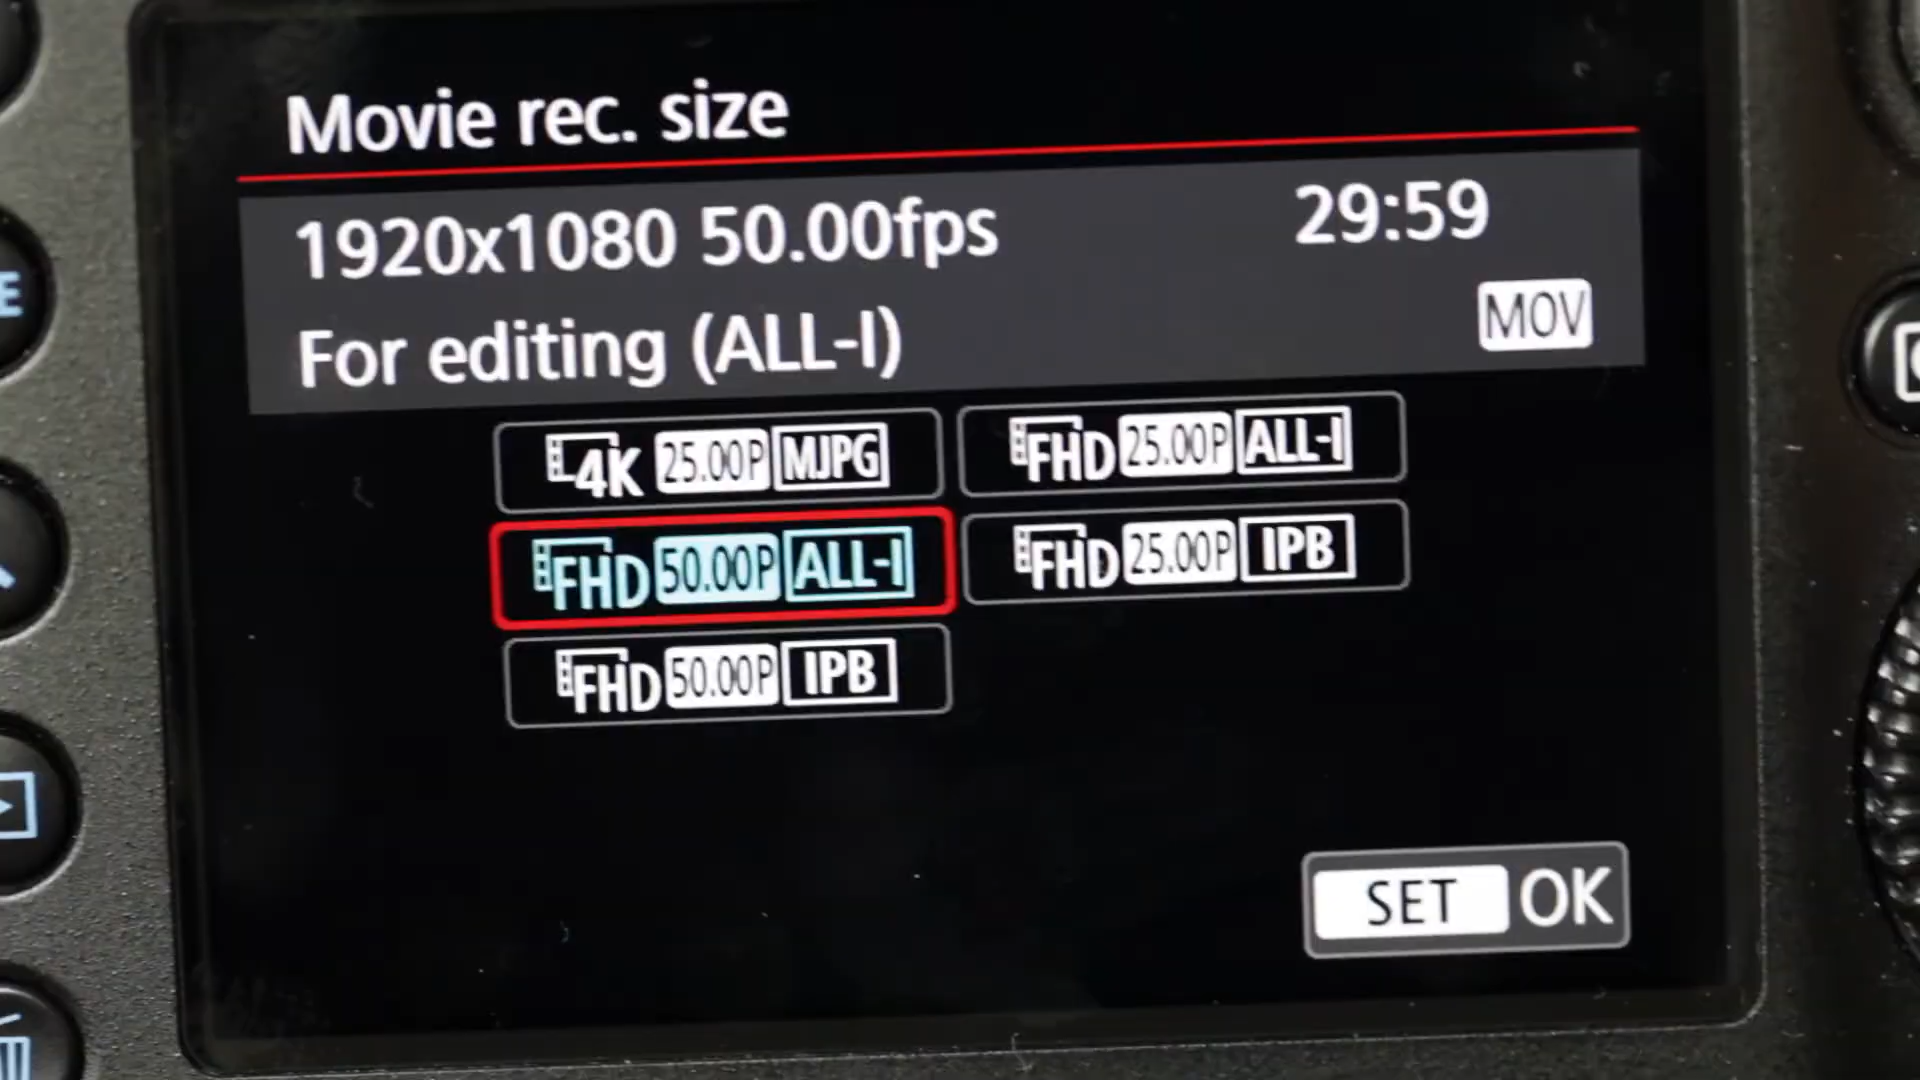 Movie rec. size
1920x1080 50.00fps 29:59
For editing (ALL-I) MOV
4K 25.00P MJPG FHD 25.00P ALL-I
FHD 50.00P ALL-I FHD 25.00P IPB
FHD 50.00P IPB
SET OK
E